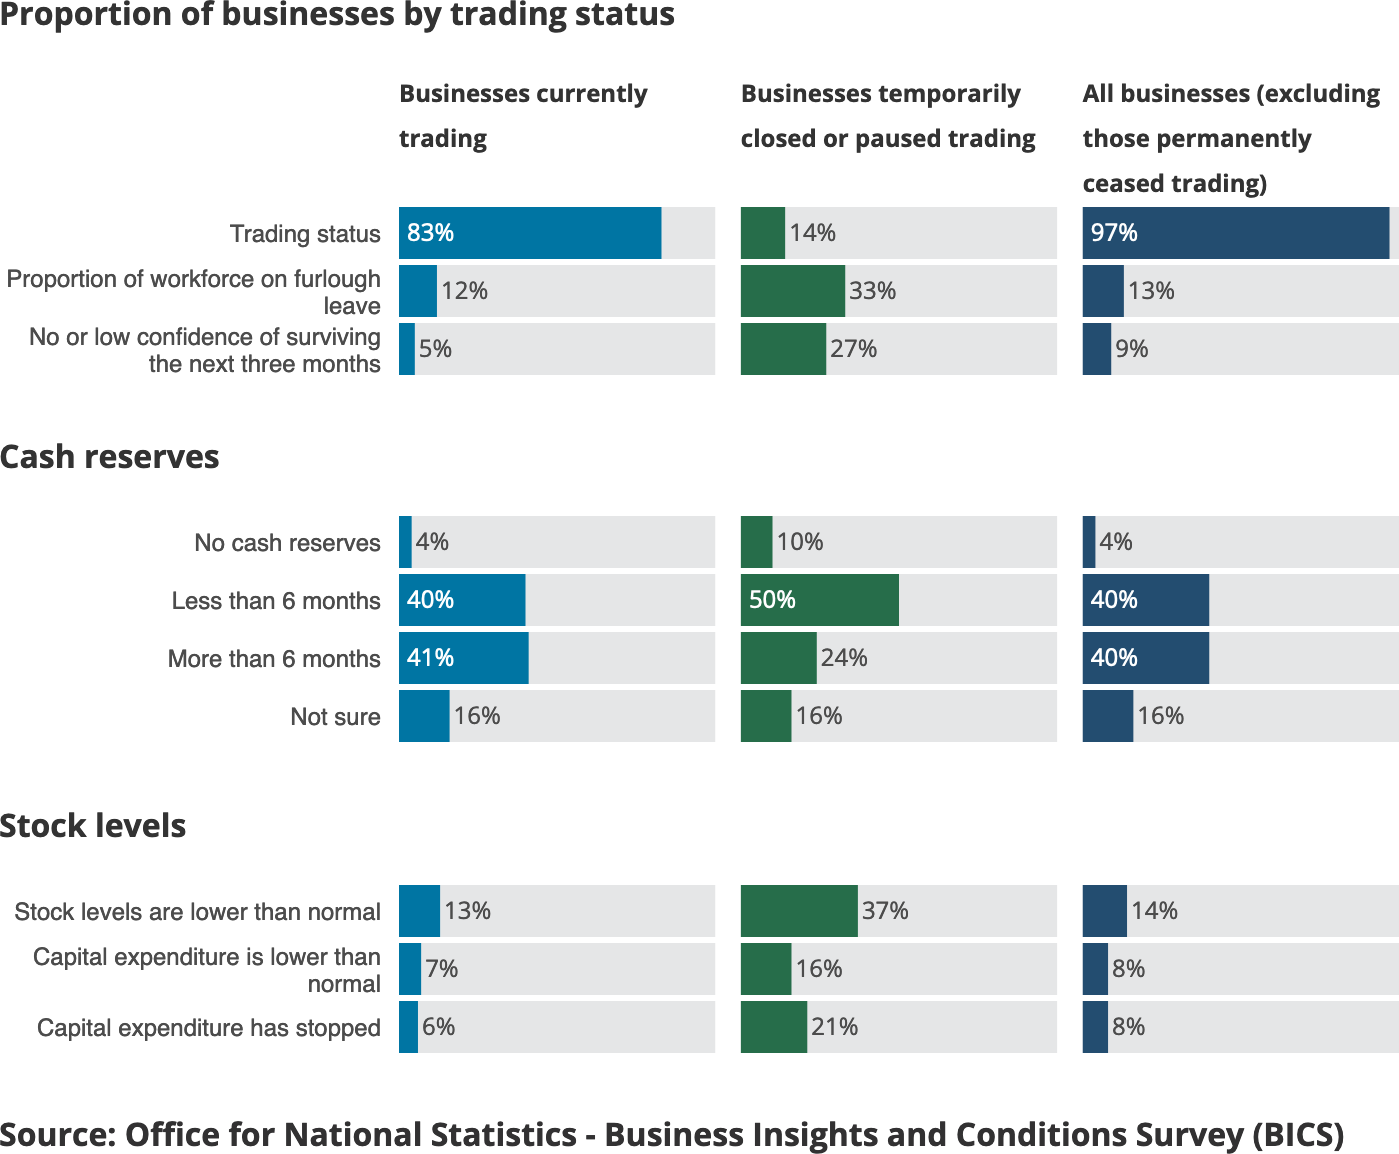 Proportion of businesses by trading status
Businesses currently
trading
Businesses temporarily
closed or paused trading
All businesses (excluding
those permanently
ceased trading)
Trading status 83% 14% 97%
Proportion of workforce on furlough
leave 12% 33% 13%
No or low confidence of surviving
the next three months 5% 27% 9%
Cash reserves
No cash reserves 4% 10% 4%
Less than 6 months 40% 50% 40%
More than 6 months 41% 24% 40%
Not sure 16% 16% 16%
Stock levels
Stock levels are lower than normal 13% 37% 14%
Capital expenditure is lower than
normal 7% 16% 8%
Capital expenditure has stopped 6% 21% 8%
Source: Office for National Statistics - Business Insights and Conditions Survey (BICS)